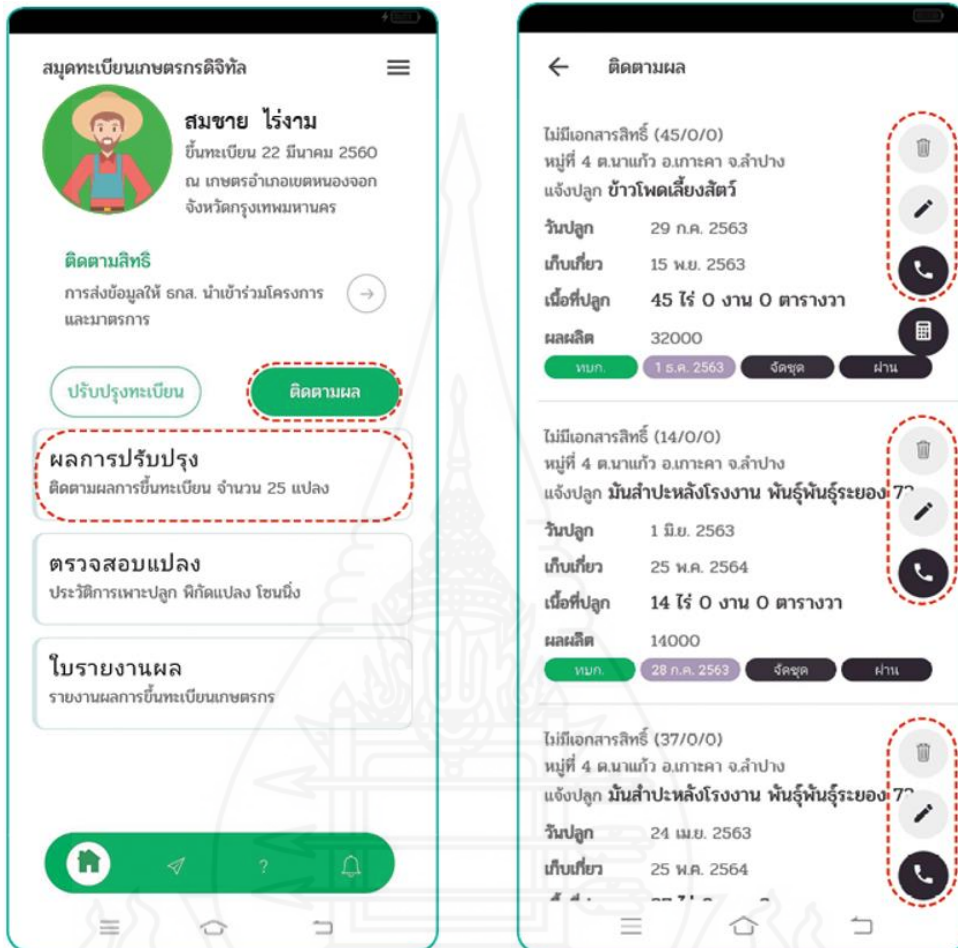 สมุดทะเบียนเกษตรกรดิจิทัล
สมชาย ไร่งาม
ขึ้นทะเบียน 22 มีนาคม 2560
ณ เกษตรอำเภอเขตหนองจอก
จังหวัดกรุงเทพมหานคร
ติดตามสิทธิ
การส่งข้อมูลให้ ธกส. นำเข้าร่วมโครงการ
และมาตรการ
ปรับปรุงทะเบียน
ติดตามผล
ผลการปรับปรุง
ติดตามผลการขึ้นทะเบียน จำนวน 25 แปลง
ตรวจสอบแปลง
ประวัติการเพาะปลูก พิกัดแปลง โซนนิ่ง
ใบรายงานผล
รายงานผลการขึ้นทะเบียนเกษตรกร
?
ติดตามผล
ไม่มีเอกสารสิทธิ์ (45/0/0)
หมู่ที่ 4 ต.นาแก้ว อ.เกาะคา จ.ลำปาง
แจ้งปลูก ข้าวโพดเลี้ยงสัตว์
วันปลูก 29 ก.ค. 2563
เก็บเกี่ยว 15 พ.ย. 2563
เนื้อที่ปลูก 45 ไร่ 0 งาน 0 ตารางวา
ผลผลิต 32000
ทบก. 1 ธ.ค. 2563 จัดชุด ผ่าน
ไม่มีเอกสารสิทธิ์ (14/0/0)
หมู่ที่ 4 ต.นาแก้ว อ.เกาะคา จ.ลำปาง
แจ้งปลูก มันสำปะหลังโรงงาน พันธุ์พันธุ์ระยอง 72
วันปลูก 1 มิ.ย. 2563
เก็บเกี่ยว 25 พ.ค. 2564
เนื้อที่ปลูก 14 ไร่ 0 งาน 0 ตารางวา
ผลผลิต 14000
ทบก. 28 ก.ค. 2563 จัดชุด ผ่าน
ไม่มีเอกสารสิทธิ์ (37/0/0)
หมู่ที่ 4 ต.นาแก้ว อ.เกาะคา จ.ลำปาง
แจ้งปลูก มันสำปะหลังโรงงาน พันธุ์พันธุ์ระยอง 72
วันปลูก 24 เม.ย. 2563
เก็บเกี่ยว 25 พ.ค. 2564